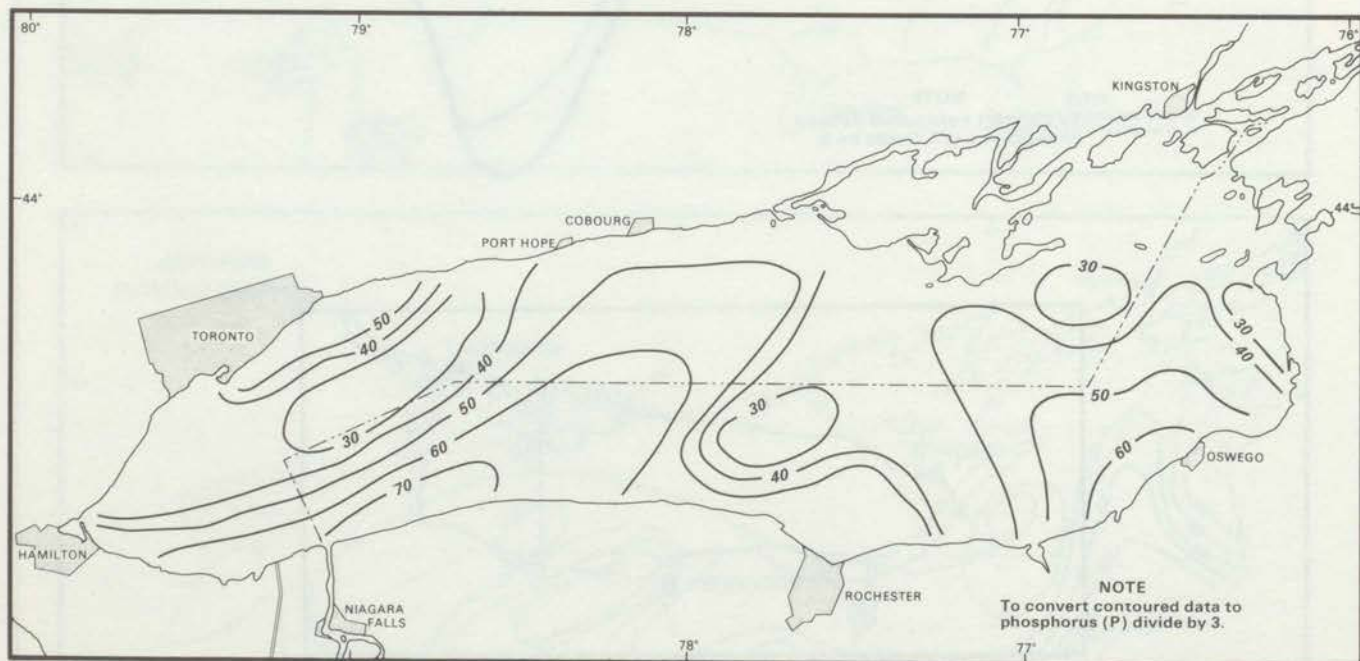 80°
79°
78°
77°
76°
KINGSTON
44°
44°
COBOURG
PORT HOPE
TORONTO
50
40
30
40
50
60
70
30
40
30
30
40
50
60
OSWEGO
HAMILTON
NIAGARA
FALLS
ROCHESTER
NOTE
To convert contoured data to
phosphorus (P) divide by 3.
78°
77°